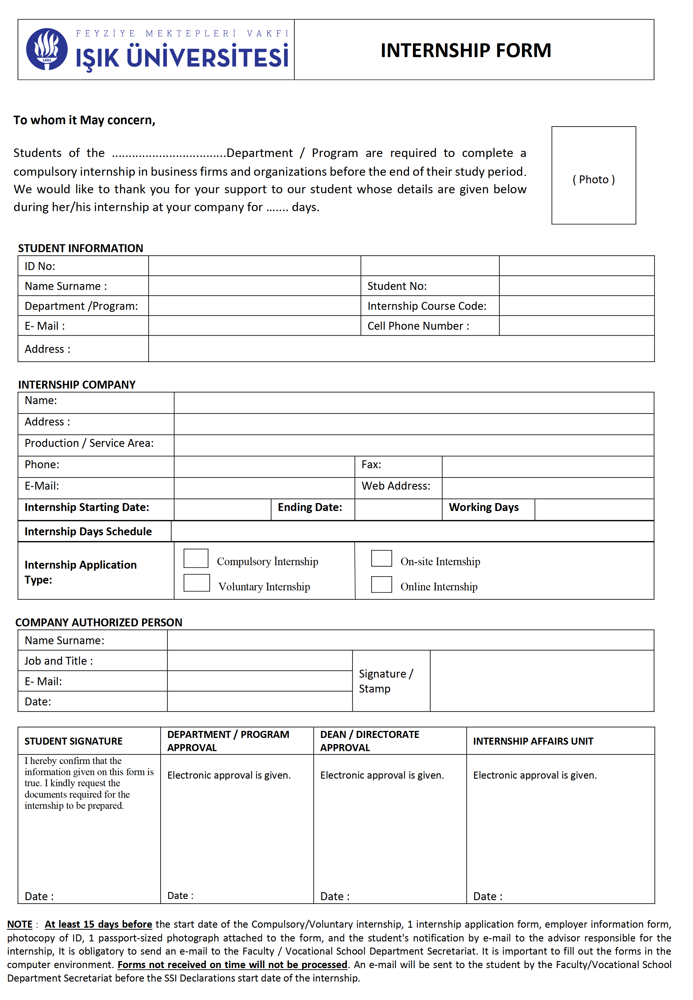 FEYZİYE MEKTEPLERİ VAKFI
IŞIK ÜNİVERSİTESİ
1885
INTERNSHIP FORM
To whom it May concern,
Students of the ..................................Department / Program are required to complete a
compulsory internship in business firms and organizations before the end of their study period.
We would like to thank you for your support to our student whose details are given below
during her/his internship at your company for ....... days.
( Photo )
STUDENT INFORMATION
ID No:
Name Surname :
Student No:
Department /Program:
Internship Course Code:
E- Mail :
Cell Phone Number :
Address :
INTERNSHIP COMPANY
Name:
Address :
Production / Service Area:
Phone:
Fax:
E-Mail:
Web Address:
Internship Starting Date:
Ending Date:
Working Days
Internship Days Schedule
Internship Application
Type:
Compulsory İnternship
On-site Internship
Voluntary Internship
Online Internship
COMPANY AUTHORIZED PERSON
Name Surname:
Job and Title :
E- Mail:
Date:
Signature /
Stamp
STUDENT SIGNATURE
DEPARTMENT / PROGRAM
APPROVAL
DEAN / DIRECTORATE
APPROVAL
INTERNSHIP AFFAIRS UNIT
I hereby confirm that the
information given on this form is
true. I kindly request the
documents required for the
internship to be prepared.
Date :
Electronic approval is given.
Date :
Electronic approval is given.
Date :
Electronic approval is given.
Date :
NOTE : At least 15 days before the start date of the Compulsory/Voluntary internship, 1 internship application form, employer information form,
photocopy of ID, 1 passport-sized photograph attached to the form, and the student's notification by e-mail to the advisor responsible for the
internship, It is obligatory to send an e-mail to the Faculty / Vocational School Department Secretariat. It is important to fill out the forms in the
computer environment. Forms not received on time will not be processed. An e-mail will be sent to the student by the Faculty/Vocational School
Department Secretariat before the SSI Declarations start date of the internship.